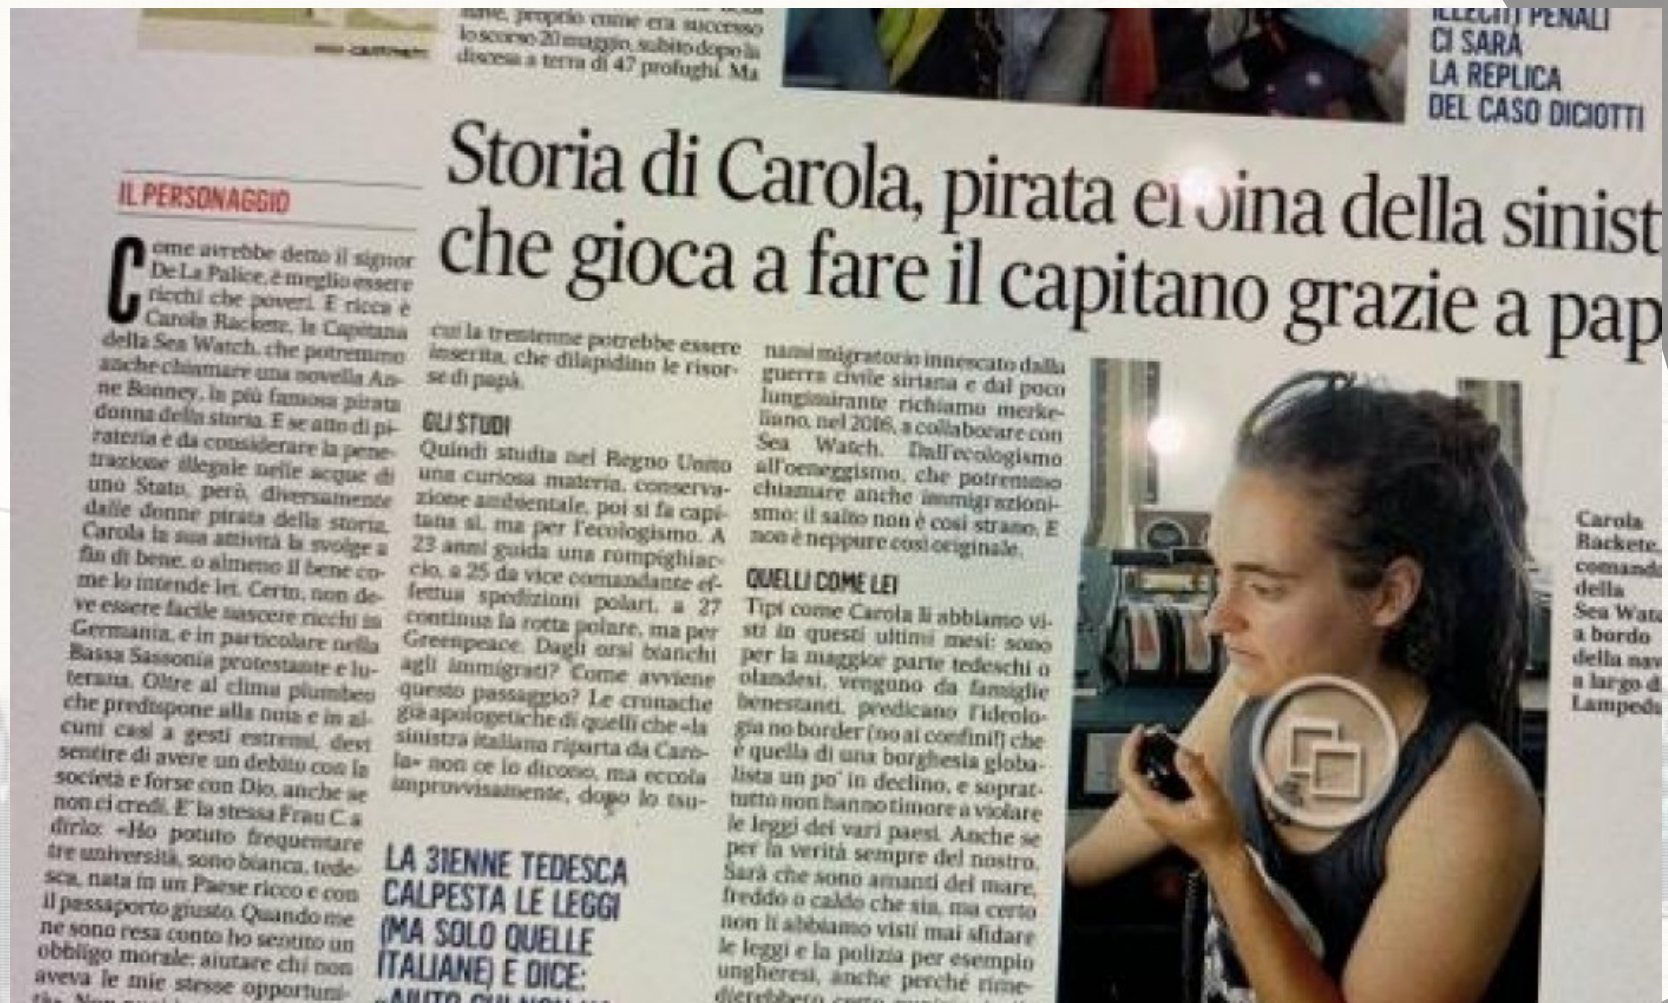 nave, proprio come era successo
lo scorso 20 maggio, subito dopo la
discesa a terra di 47 profughi. Ma
ILLECITI PENALI
CI SARÀ
LA REPLICA
DEL CASO DICIOTTI
IL PERSONAGGIO
Storia di Carola, pirata eroina della sinist
che gioca a fare il capitano grazie a pap
Come avrebbe detto il signor
De La Palice, è meglio essere
ricchi che poveri. E ricca è
Carola Rackete, la Capitana
della Sea Watch, che potremmo
anche chiamare una novella An-
ne Bonney, la più famosa pirata
donna della storia. E se atto di pi-
rateria è da considerare la pene-
trazione illegale nelle acque di
uno Stato, però, diversamente
dalle donne pirata della storia,
Carola la sua attività la svolge a
fin di bene, o almeno il bene co-
me lo intende lei. Certo, non de-
ve essere facile nascere ricchi in
Germania, e in particolare nella
Bassa Sassonia protestante e lu-
terana. Oltre al clima plumbeo
che predispone alla noia e in al-
cuni casi a gesti estremi, devi
sentire di avere un debito con la
società e forse con Dio, anche se
non ci credi. E' la stessa Frau C. a
dirlo: «Ho potuto frequentare
tre università, sono bianca, tede-
sca, nata in un Paese ricco e con
il passaporto giusto. Quando me
ne sono resa conto ho sentito un
obbligo morale: aiutare chi non
aveva le mie stesse opportuni-
cui la trentenne potrebbe essere
inserita, che dilapidino le risor-
se di papà.
GLI STUDI
Quindi studia nel Regno Unito
una curiosa materia, conserva-
zione ambientale, poi si fa capi-
tana sì, ma per l'ecologismo. A
23 anni guida una rompighiac-
cio, a 25 da vice comandante ef-
fettua spedizioni polari, a 27
continua la rotta polare, ma per
Greenpeace. Dagli orsi bianchi
agli immigrati? Come avviene
questo passaggio? Le cronache
già apologetiche di quelli che «la
sinistra italiana riparta da Caro-
la» non ce lo dicono, ma eccola
improvvisamente, dopo lo tsu-
LA 31ENNE TEDESCA
CALPESTA LE LEGGI
(MA SOLO QUELLE
ITALIANE) E DICE:
«AIUTO CHI NON HA
nami migratorio innescato dalla
guerra civile siriana e dal poco
lungimirante richiamo merke-
liano, nel 2016, a collaborare con
Sea Watch. Dall'ecologismo
all'oeneggismo, che potremmo
chiamare anche immigrazioni-
smo: il salto non è così strano. E
non è neppure così originale.
QUELLI COME LEI
Tipi come Carola li abbiamo vi-
sti in questi ultimi mesi: sono
per la maggior parte tedeschi o
olandesi, vengono da famiglie
benestanti, predicano l'ideolo-
gia no border (no ai confini!) che
è quella di una borghesia globa-
lista un po' in declino, e soprat-
tutto non hanno timore a violare
le leggi dei vari paesi. Anche se
per la verità sempre del nostro.
Sarà che sono amanti del mare,
freddo o caldo che sia, ma certo
non li abbiamo visti mai sfidare
le leggi e la polizia per esempio
ungheresi, anche perché rime-
Carola
Rackete,
comand
della
Sea Watc
a bordo
della nav
a largo d
Lampedu